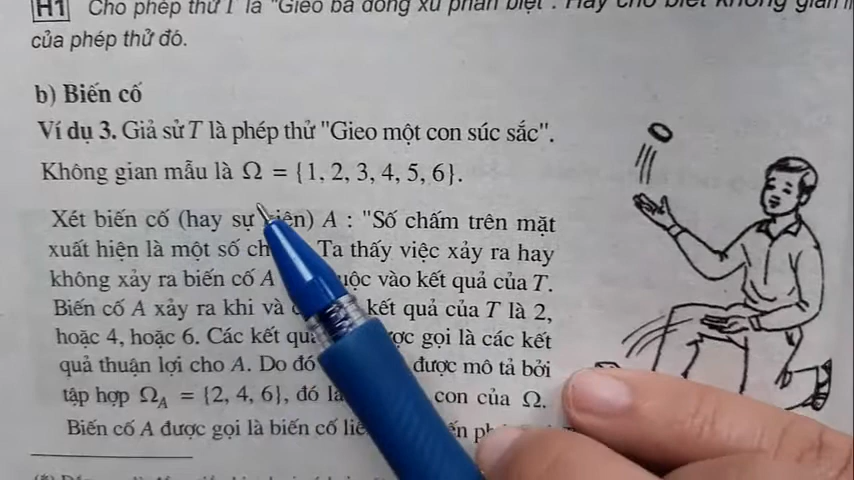 H1 Cho phép thử T là "Gieo ba đồng xu phân biệt". Hãy cho biết không gian
của phép thử đó.
b) Biến cố
Ví dụ 3. Giả sử T là phép thử "Gieo một con súc sắc".
Không gian mẫu là Ω = {1, 2, 3, 4, 5, 6}.
Xét biến cố (hay sự kiện) A : "Số chấm trên mặt
xuất hiện là một số Ta thấy việc xảy ra hay
không xảy ra biến cố A vào kết quả của T.
Biến cố A xảy ra khi và kết quả của T là 2,
hoặc 4, hoặc 6. Các kết gọi là các kết
quả thuận lợi cho A. Do đó được mô tả bởi
tập hợp Ω_A = {2, 4, 6}, đó con của Ω.
Biến cố A được gọi là biến cố